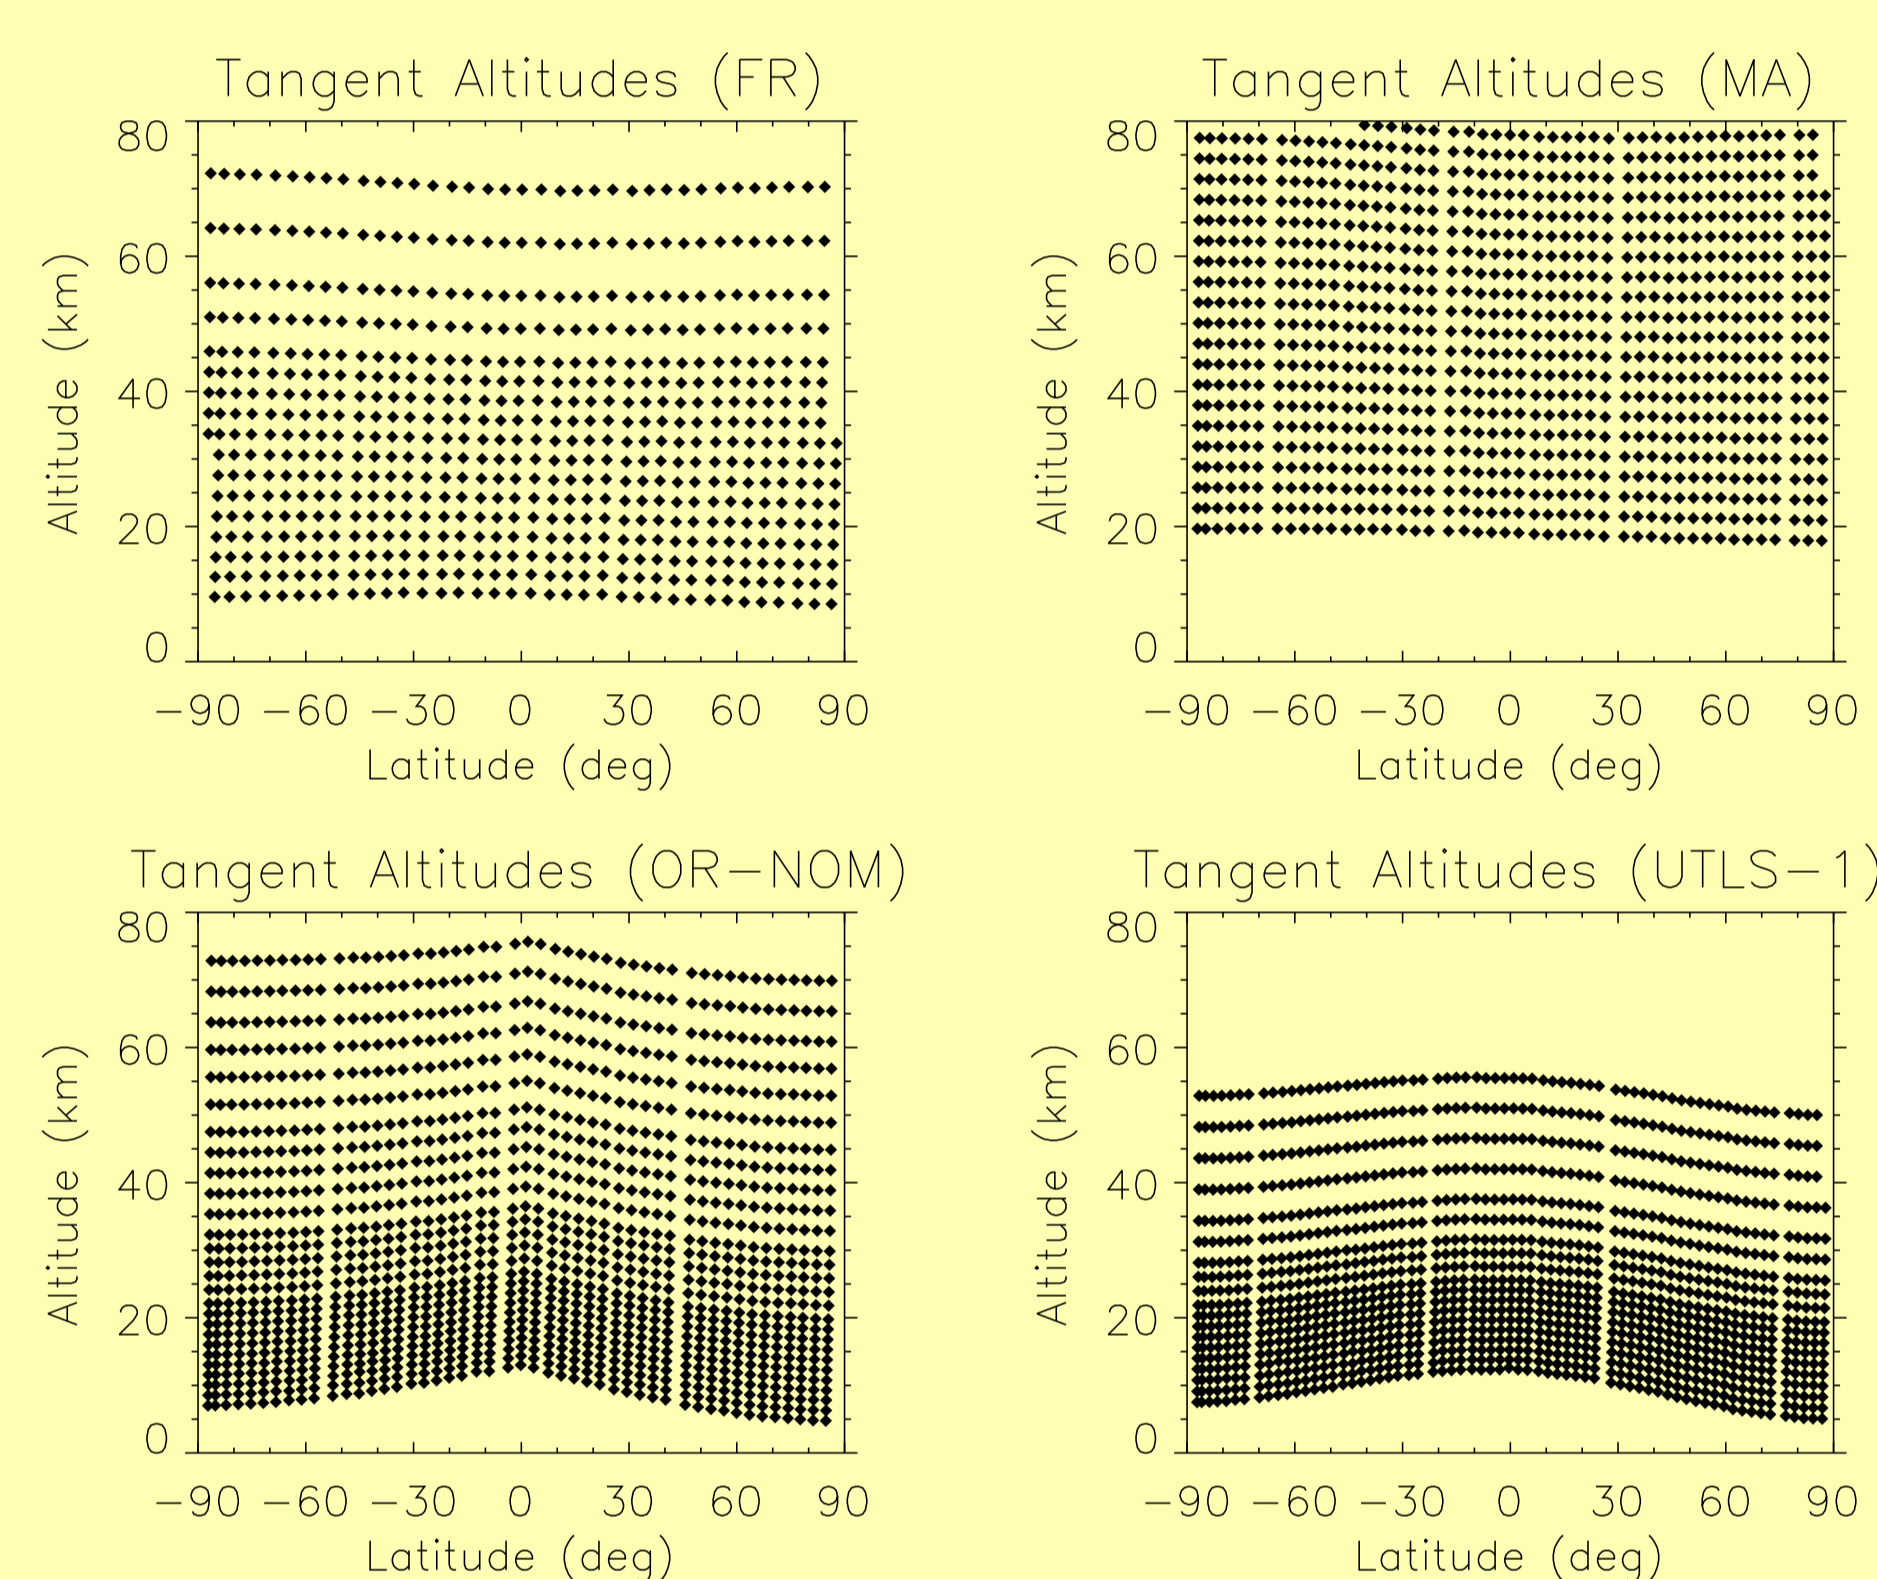 Tangent Altitudes (FR)
80
60
40
20
0
Altitude (km)
−90 −60 −30 0 30 60 90
Latitude (deg)
Tangent Altitudes (MA)
80
60
40
20
0
Altitude (km)
−90 −60 −30 0 30 60 90
Latitude (deg)
Tangent Altitudes (OR−NOM)
80
60
40
20
0
Altitude (km)
−90 −60 −30 0 30 60 90
Latitude (deg)
Tangent Altitudes (UTLS−1)
80
60
40
20
0
Altitude (km)
−90 −60 −30 0 30 60 90
Latitude (deg)